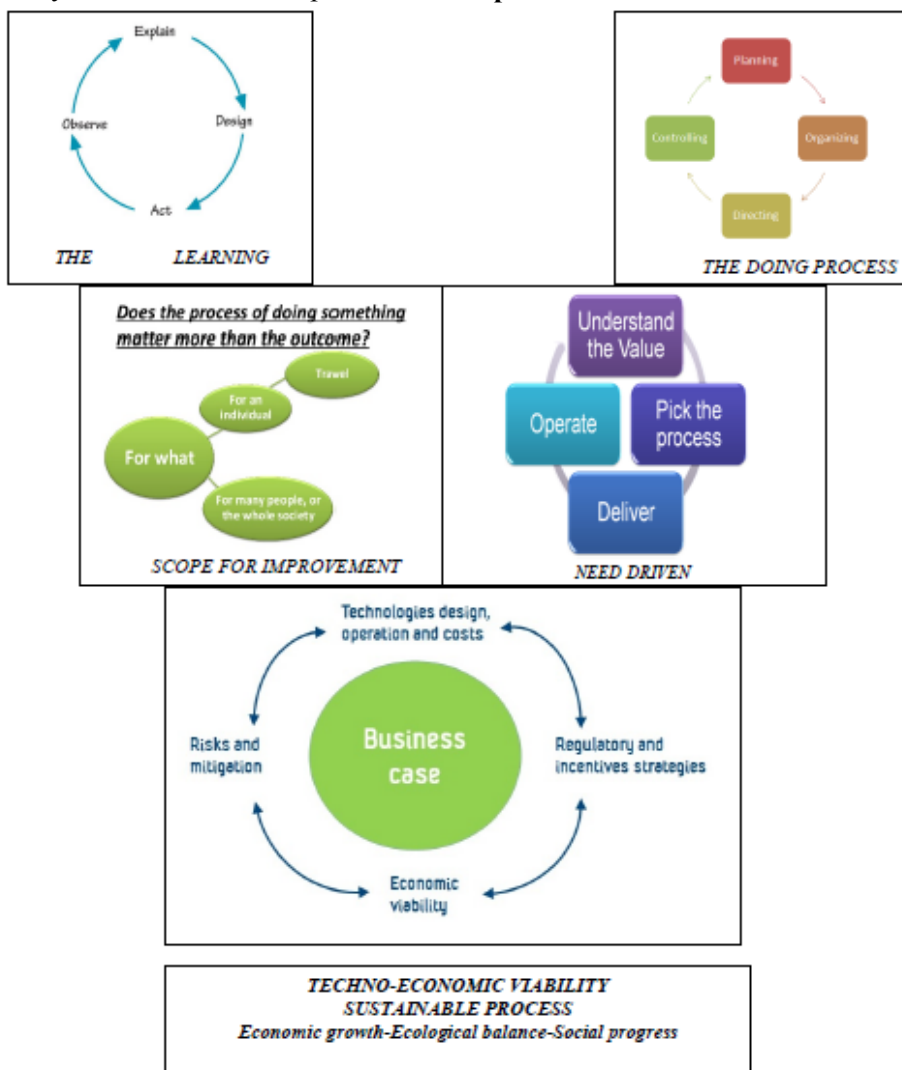 Explain
Design
Act
Observe
THE LEARNING
Planning
Organizing
Directing
Controlling
THE DOING PROCESS
Does the process of doing something
matter more than the outcome?
Travel
For an
individual
For what
For many people, or
the whole society
SCOPE FOR IMPROVEMENT
Understand
the Value
Pick the
process
Deliver
Operate
NEED DRIVEN
Technologies design,
operation and costs
Business
case
Risks and
mitigation
Regulatory and
incentives strategies
Economic
viability
TECHNO-ECONOMIC VIABILITY
SUSTAINABLE PROCESS
Economic growth-Ecological balance-Social progress